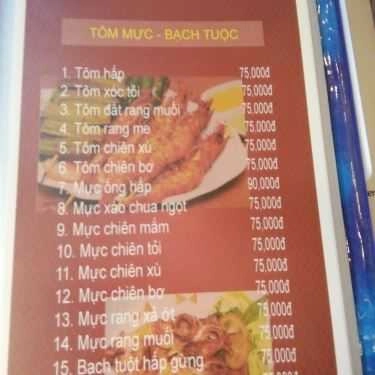 TÔM MỰC - BẠCH TUỘC
1. Tôm hấp 75,000đ
2. Tôm xóc tỏi 75,000đ
3. Tôm đất rang muối 75,000đ
4. Tôm rang me 75,000đ
5. Tôm chiên xù 75,000đ
6. Tôm chiên bơ 75,000đ
7. Mực ống hấp 90,000đ
8. Mực xào chua ngọt 75,000đ
9. Mực chiên mắm 75,000đ
10. Mực chiên tỏi 75,000đ
11. Mực chiên xù 75,000đ
12. Mực chiên bơ 75,000đ
13. Mực rang xả ớt 75,000đ
14. Mực rang muối 75,000đ
15. Bạch tuột hấp gừng 75,000đ